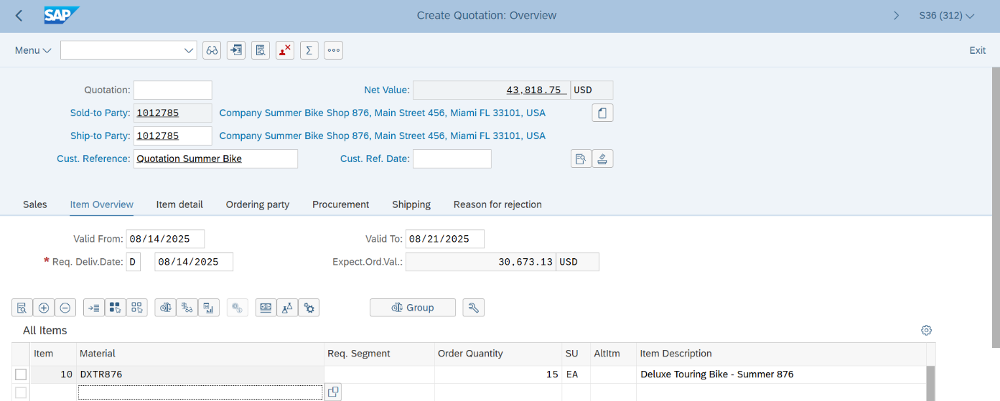 SAP Create Quotation: Overview S36 (312)
Menu Exit
Quotation: Net Value: 43,818.75 USD
Sold-to Party: 1012785 Company Summer Bike Shop 876, Main Street 456, Miami FL 33101, USA
Ship-to Party: 1012785 Company Summer Bike Shop 876, Main Street 456, Miami FL 33101, USA
Cust. Reference: Quotation Summer Bike Cust. Ref. Date:
Sales Item Overview Item detail Ordering party Procurement Shipping Reason for rejection
Valid From: 08/14/2025 Valid To: 08/21/2025
* Req. Deliv.Date: D 08/14/2025 Expect.Ord.Val.: 30,673.13 USD
Group
All Items
Item Material Req. Segment Order Quantity SU AltItm Item Description
10 DXTR876 15 EA Deluxe Touring Bike - Summer 876